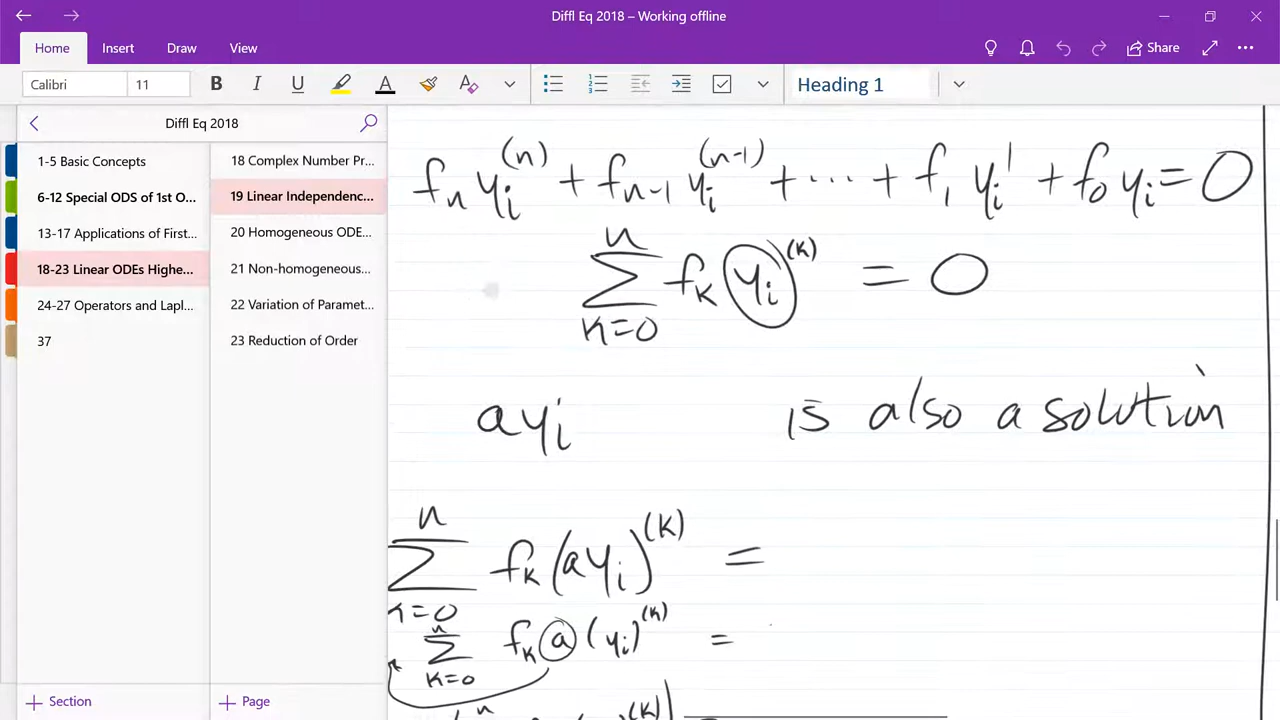 Diffl Eq 2018 – Working offline
Home Insert Draw View Share
Calibri 11 B I U A Heading 1
Diffl Eq 2018
1-5 Basic Concepts
6-12 Special ODS of 1st O...
13-17 Applications of First...
18-23 Linear ODEs Highe...
24-27 Operators and Lapl...
37
Section
18 Complex Number Pr...
19 Linear Independenc...
20 Homogeneous ODE...
21 Non-homogeneous...
22 Variation of Paramet...
23 Reduction of Order
Page
fₙ yᵢ⁽ⁿ⁾ + fₙ₋₁ yᵢ⁽ⁿ⁻¹⁾ + ⋯ + f₁ yᵢ' + f₀ yᵢ = 0
n
∑ fₖ (yᵢ)⁽ᵏ⁾ = 0
k=0
ayᵢ is also a solution
n
∑ fₖ (ayᵢ)⁽ᵏ⁾ =
k=0
n
∑ fₖ a (yᵢ)⁽ᵏ⁾ =
k=0
n (k)